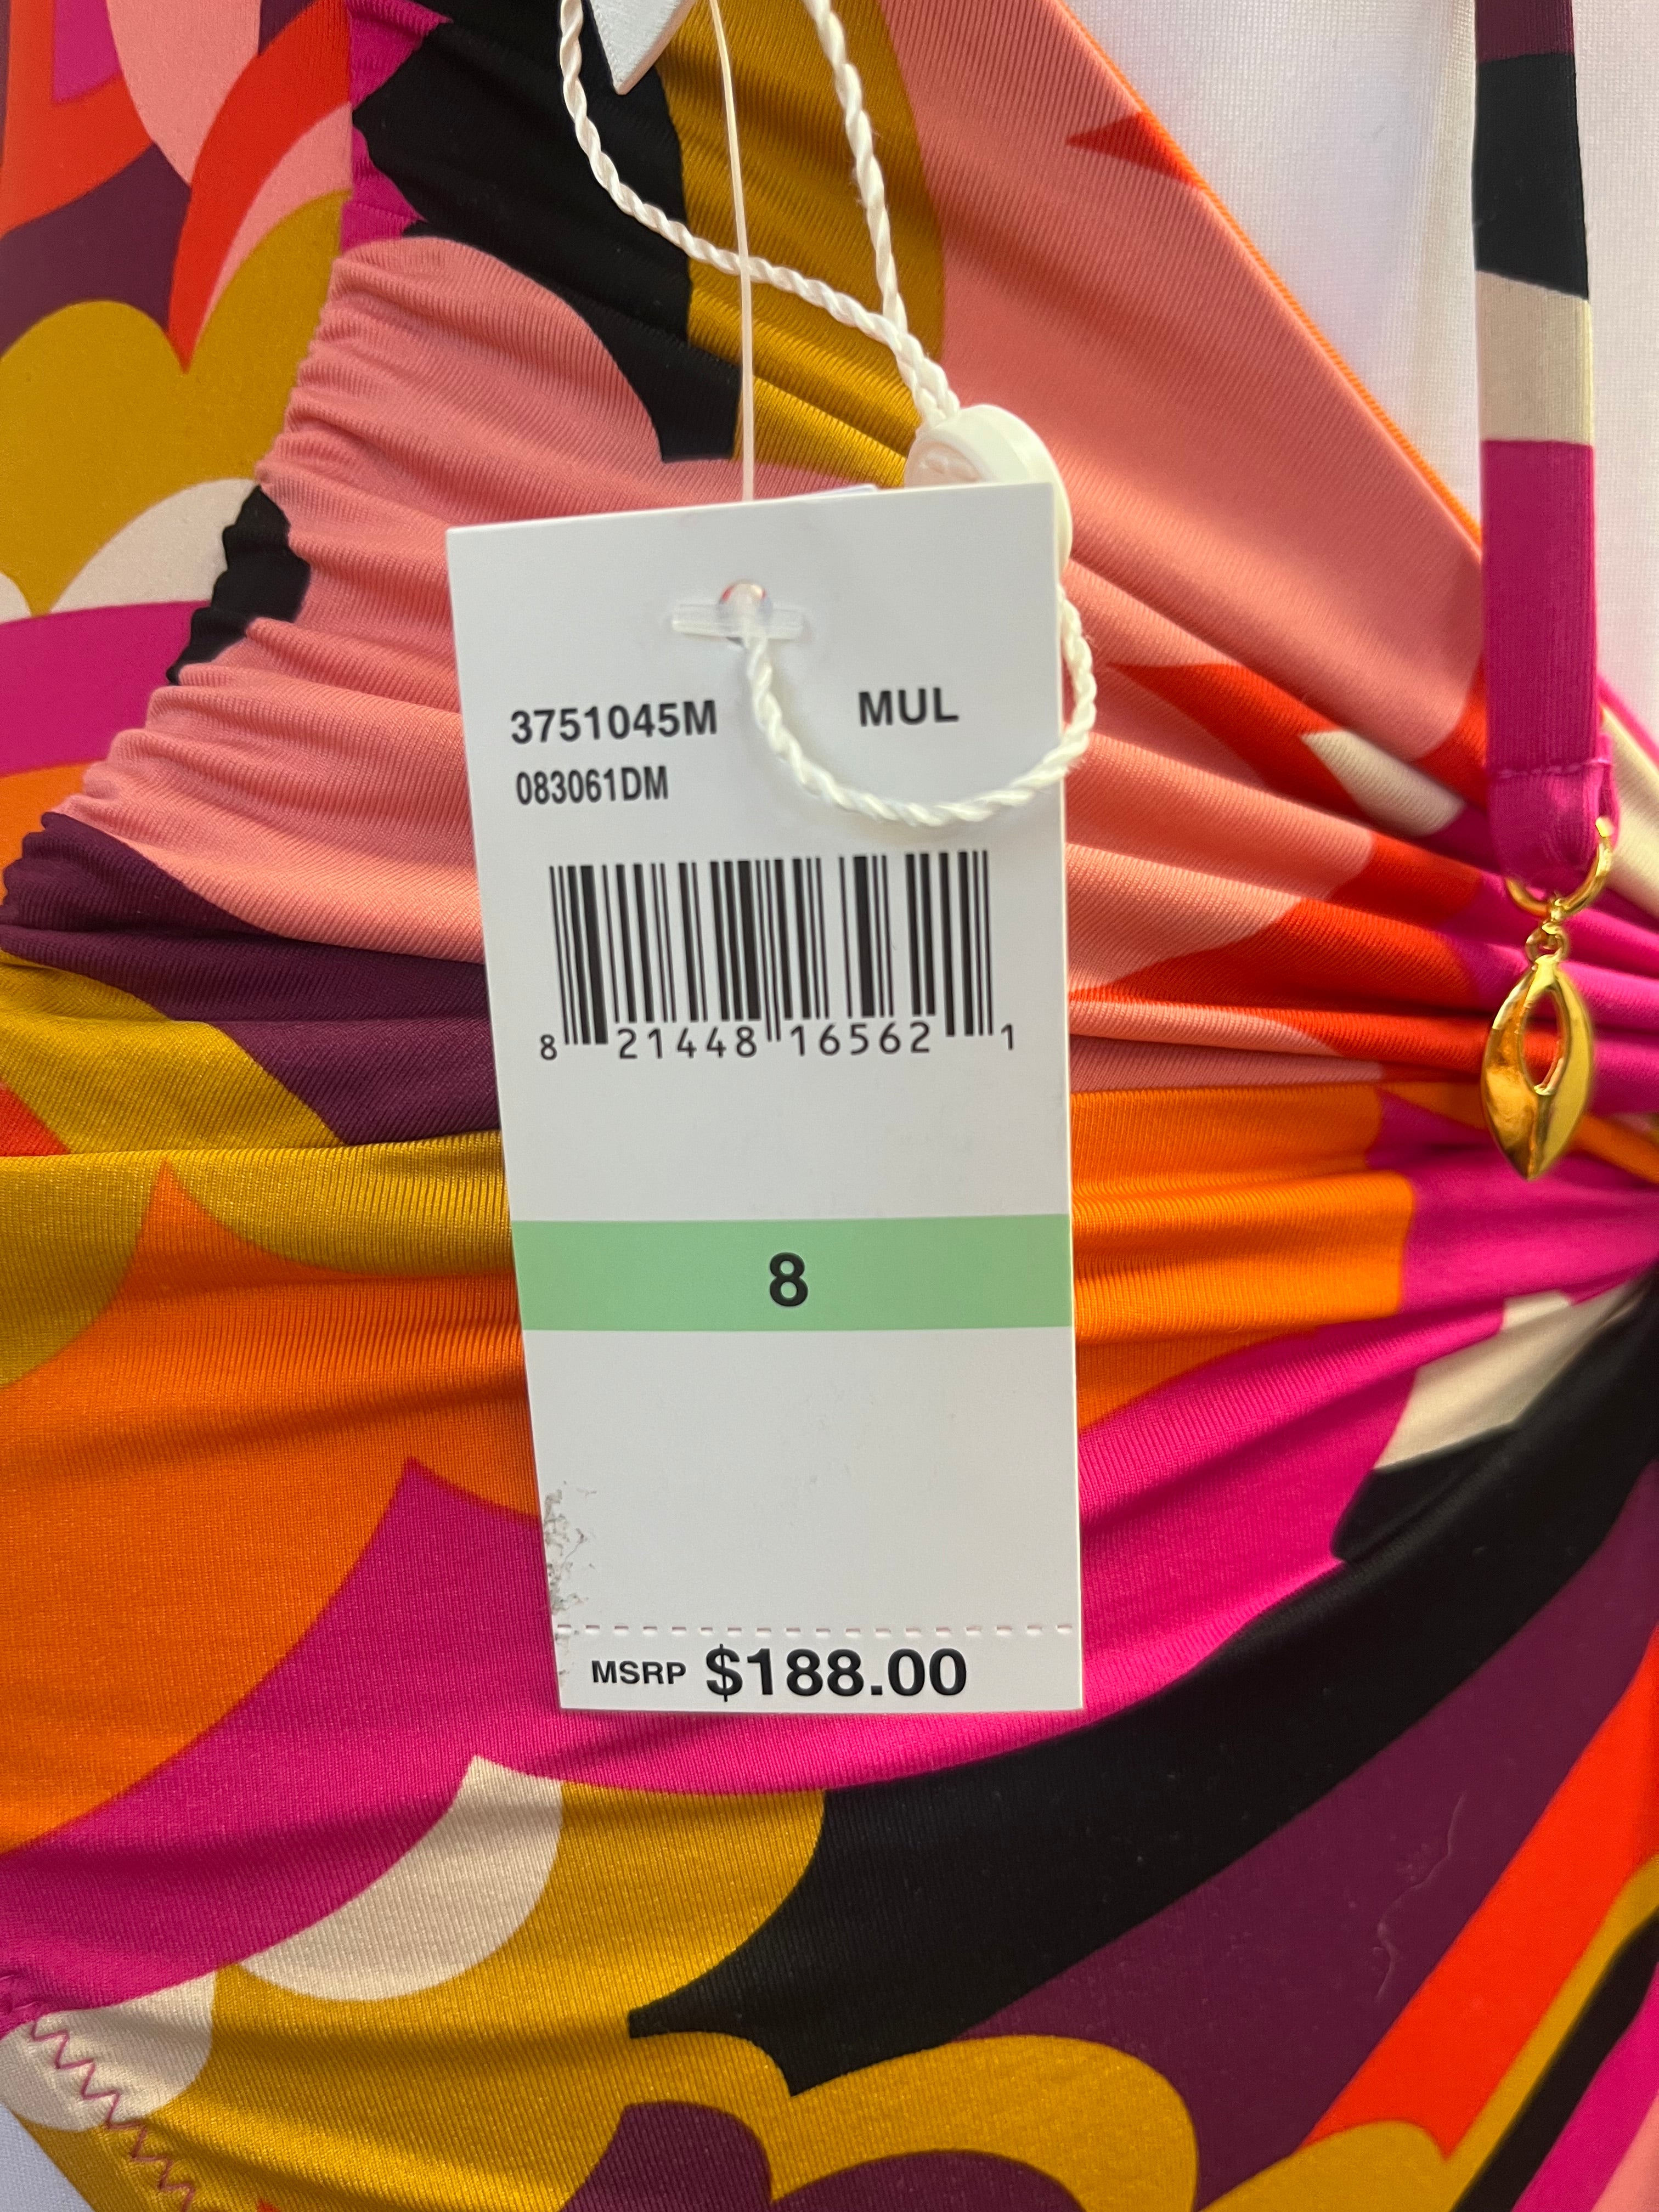 3751045M MUL
083061DM
8 21448 16562 1
8
MSRP $188.00